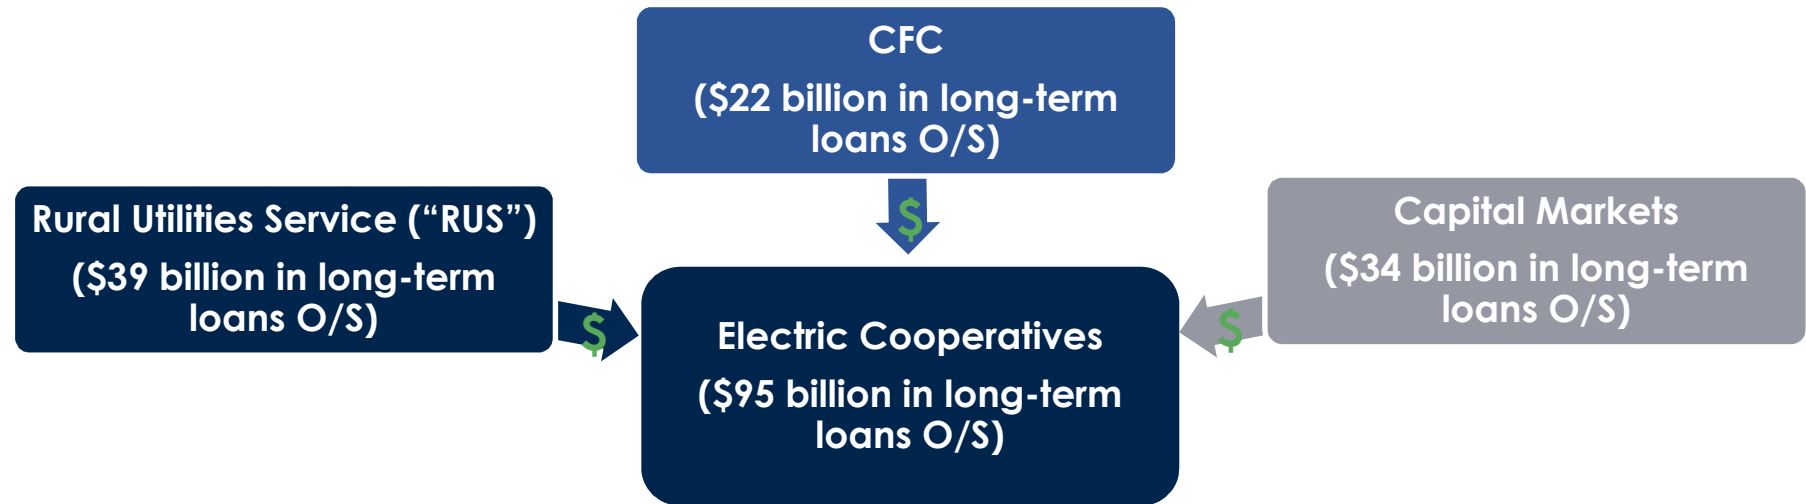 CFC
($22 billion in long-term
loans O/S)
Rural Utilities Service (“RUS”)
($39 billion in long-term
loans O/S)
$
Capital Markets
($34 billion in long-term
loans O/S)
$
$
Electric Cooperatives
($95 billion in long-term
loans O/S)